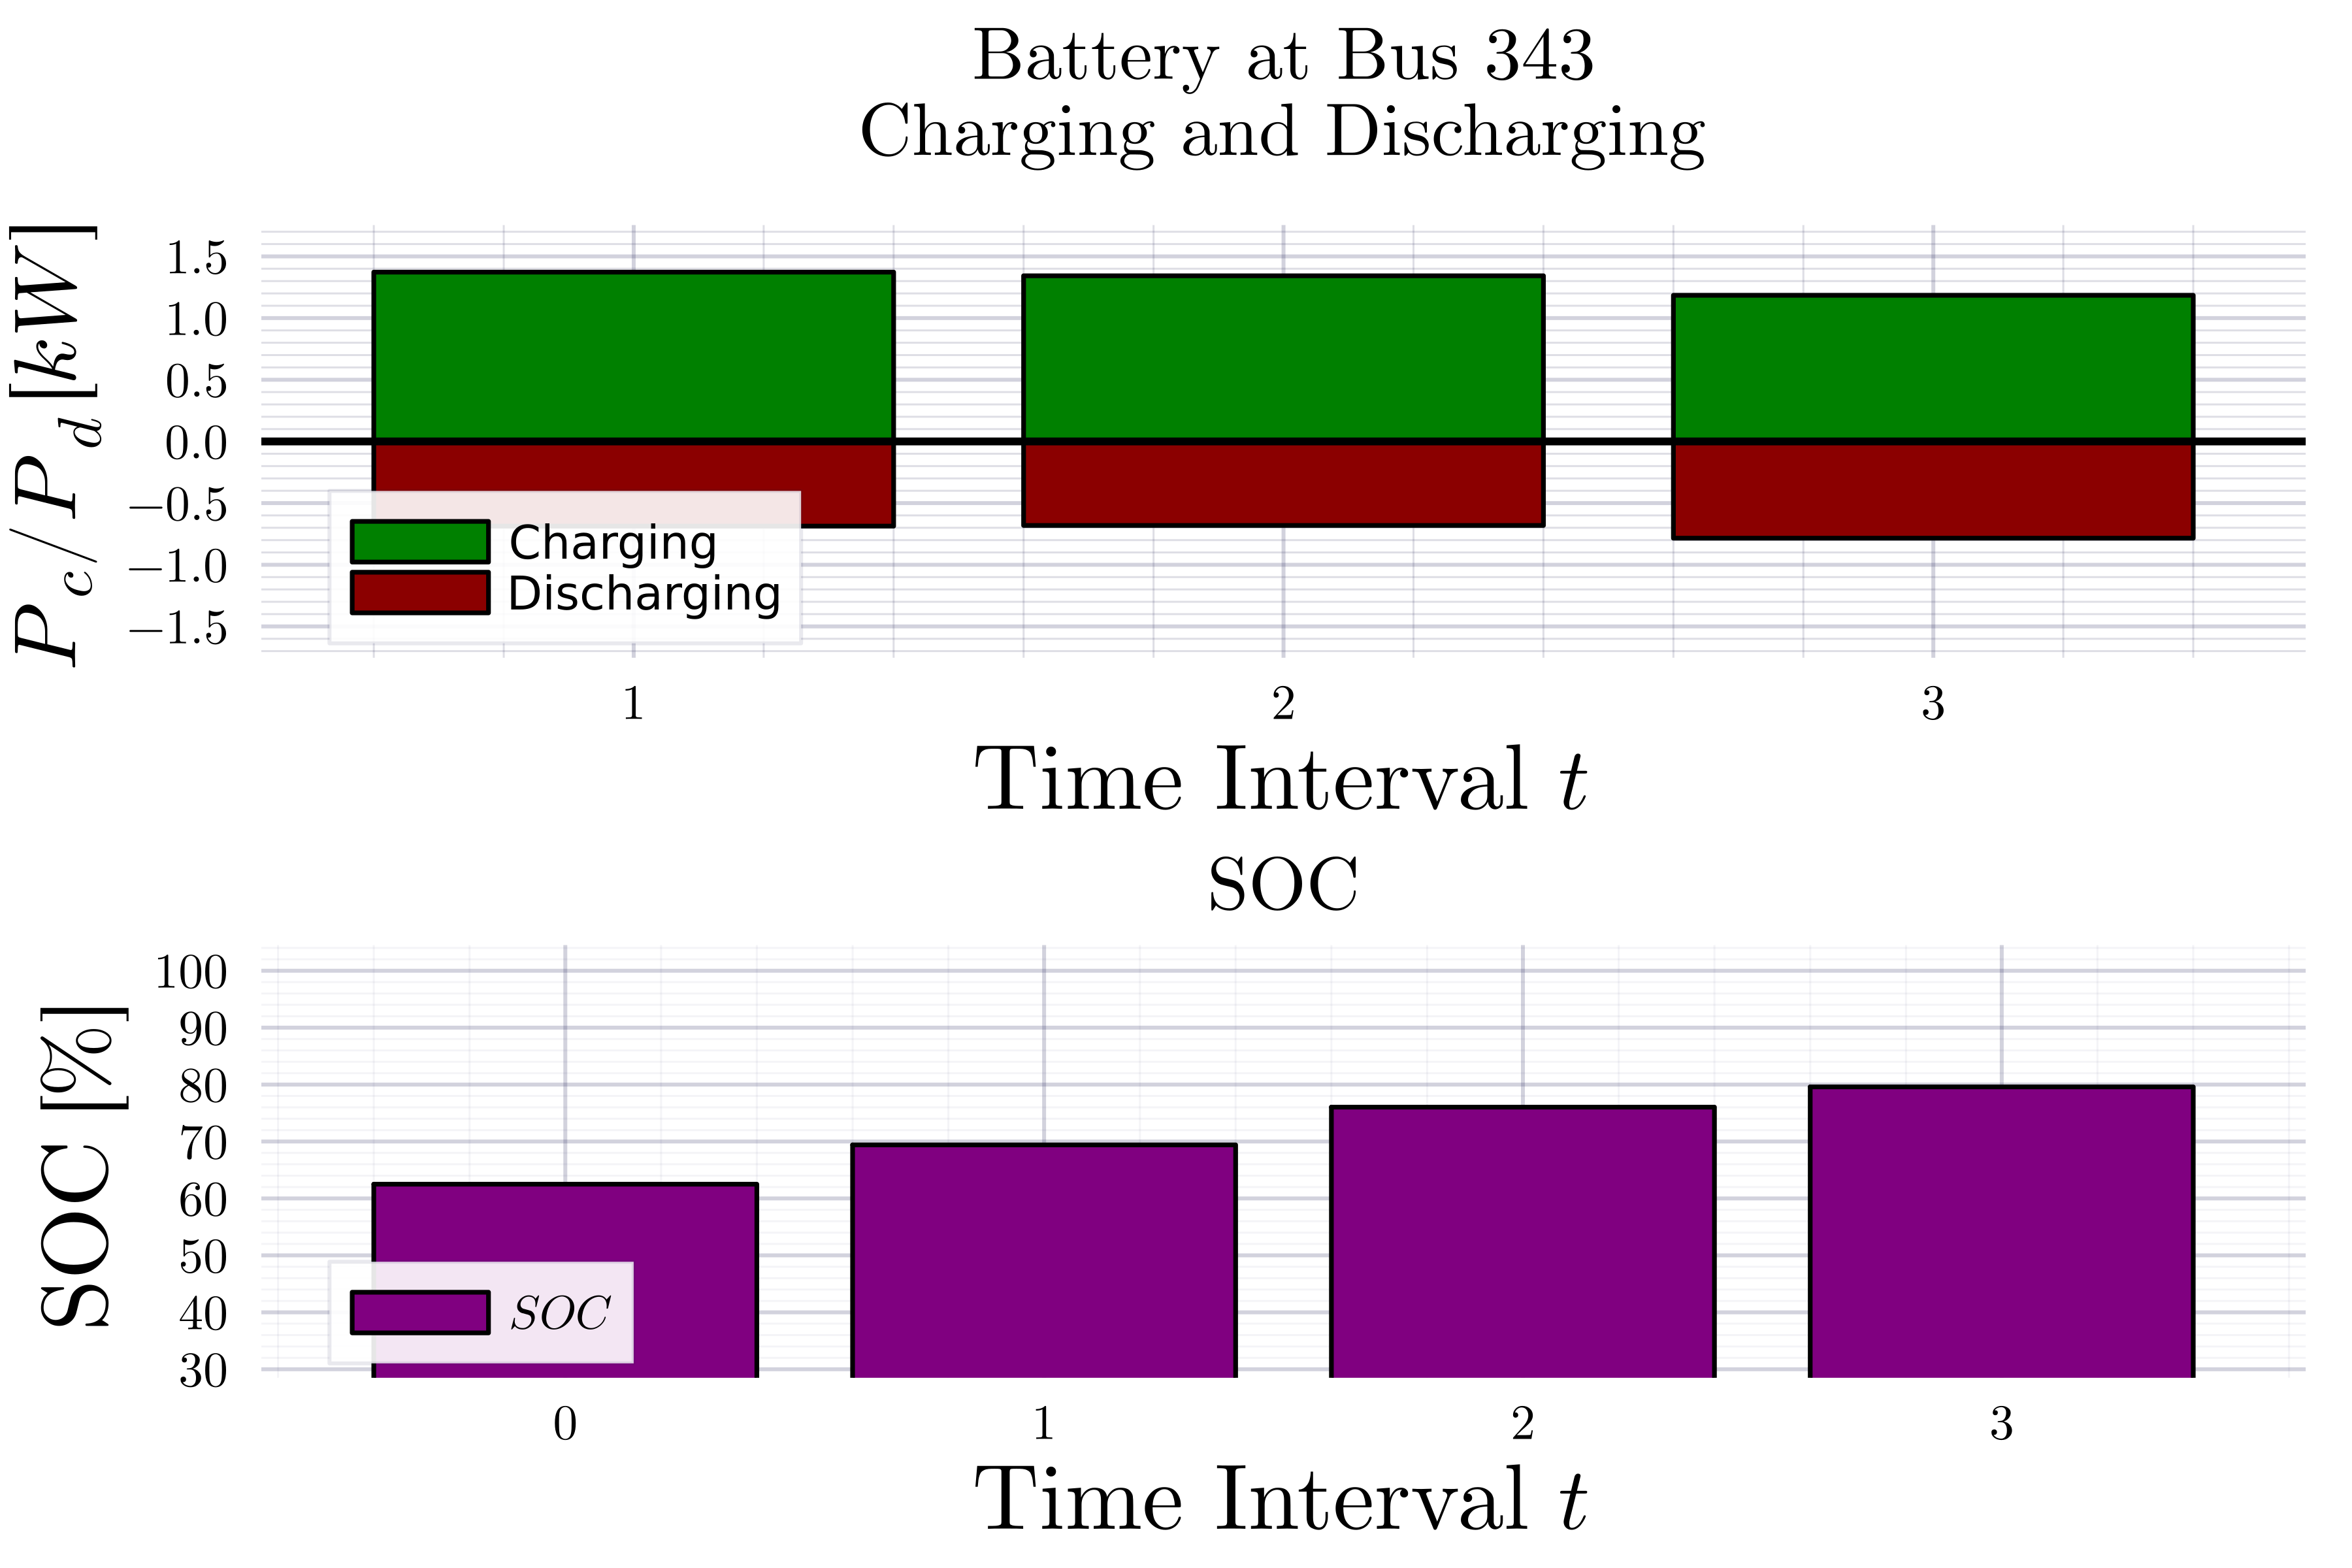 Battery at Bus 343
Charging and Discharging
P_c/P_d [kW]
1.5
1.0
0.5
0.0
−0.5
−1.0
−1.5
Charging
Discharging
1 2 3
Time Interval t
SOC
SOC [%]
100
90
80
70
60
50
40
30
SOC
0 1 2 3
Time Interval t